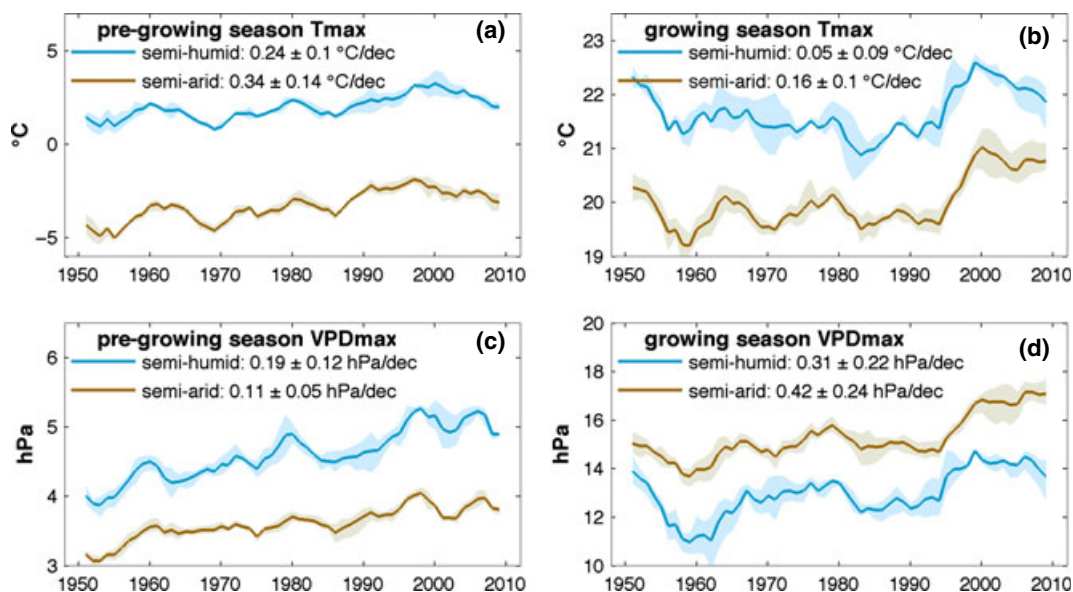 pre-growing season Tmax (a)
semi-humid: 0.24 ± 0.1 °C/dec
semi-arid: 0.34 ± 0.14 °C/dec
°C
5
0
−5
1950 1960 1970 1980 1990 2000 2010
growing season Tmax (b)
semi-humid: 0.05 ± 0.09 °C/dec
semi-arid: 0.16 ± 0.1 °C/dec
°C
23
22
21
20
19
1950 1960 1970 1980 1990 2000 2010
pre-growing season VPDmax (c)
semi-humid: 0.19 ± 0.12 hPa/dec
semi-arid: 0.11 ± 0.05 hPa/dec
hPa
6
5
4
3
1950 1960 1970 1980 1990 2000 2010
growing season VPDmax (d)
semi-humid: 0.31 ± 0.22 hPa/dec
semi-arid: 0.42 ± 0.24 hPa/dec
hPa
20
18
16
14
12
10
1950 1960 1970 1980 1990 2000 2010